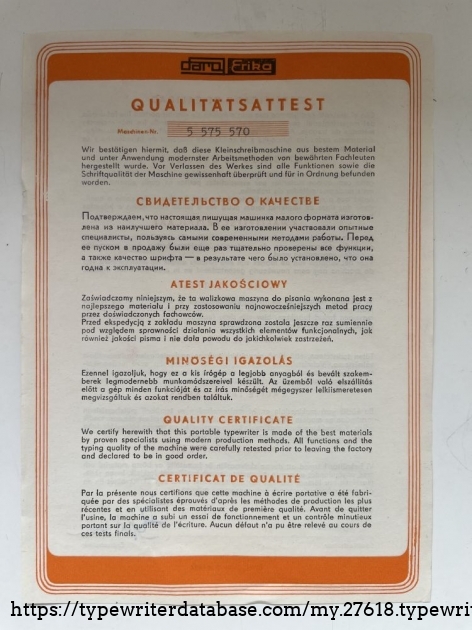 daro Erika
QUALITÄTSATTEST
Maschinen Nr. 5 575 570
Wir bestätigen hiermit, daß diese Kleinschreibmaschine aus bestem Material
und unter Anwendung modernster Arbeitsmethoden von bewährten Fachleuten
hergestellt wurde. Vor Verlassen des Werkes sind alle Funktionen sowie die
Schriftqualität der Maschine gewissenhaft überprüft und für in Ordnung befunden
worden.
СВИДЕТЕЛЬСТВО О КАЧЕСТВЕ
Подтверждаем, что настоящая пишущая машинка малого формата изготов-
лена из наилучшего материала. В ее изготовлении участвовали опытные
специалисты, пользуясь самыми современными методами работы. Перед
ее пуском в продажу были еще раз тщательно проверены все функции,
а также качество шрифта — в результате чего было установлено, что она
годна к эксплуатации.
ATEST JAKOŚCIOWY
Zaświadczamy niniejszym, że ta walizkowa maszyna do pisania wykonana jest z
najlepszego materiału i przy zastosowaniu najnowocześniejszych metod pracy
przez doświadczonych fachowców.
Przed ekspedycją z zakładu maszyna sprawdzona została jeszcze raz sumiennie
pod względem sprawności działania wszystkich elementów funkcjonalnych, jak
również jakości pisma i nie dała powodu do jakichkolwiek zastrzeżeń.
MINŐSÉGI IGAZOLÁS
Ezennel igazoljuk, hogy ez a kis írógép a legjobb anyagból és bevált szakem-
berek legmodernebb munkamódszereivel készült. Az üzemből való elszállítás
előtt a gép minden funkcióját és az írás minőségét mégegyszer lelkiismeretesen
megvizsgáltuk és azokat rendben találtuk.
QUALITY CERTIFICATE
We certify herewith that this portable typewriter is made of the best materials
by proven specialists using modern production methods. All functions and the
typing quality of the machine were carefully retested prior to leaving the factory
and declared to be in good order.
CERTIFICAT DE QUALITÉ
Par la présente nous certifions que cette machine à écrire portative a été fabri-
quée par des spécialistes éprouvés d'après les méthodes de production les plus
récentes et en utilisant des matériaux de première qualité. Avant de quitter
l'usine, la machine a subi un essai de fonctionnement et un contrôle minutieux
portant sur la qualité de l'écriture. Aucun défaut n'a pu être relevé au cours de
ces tests finals.
https://typewriterdatabase.com/my.27618.typewrit